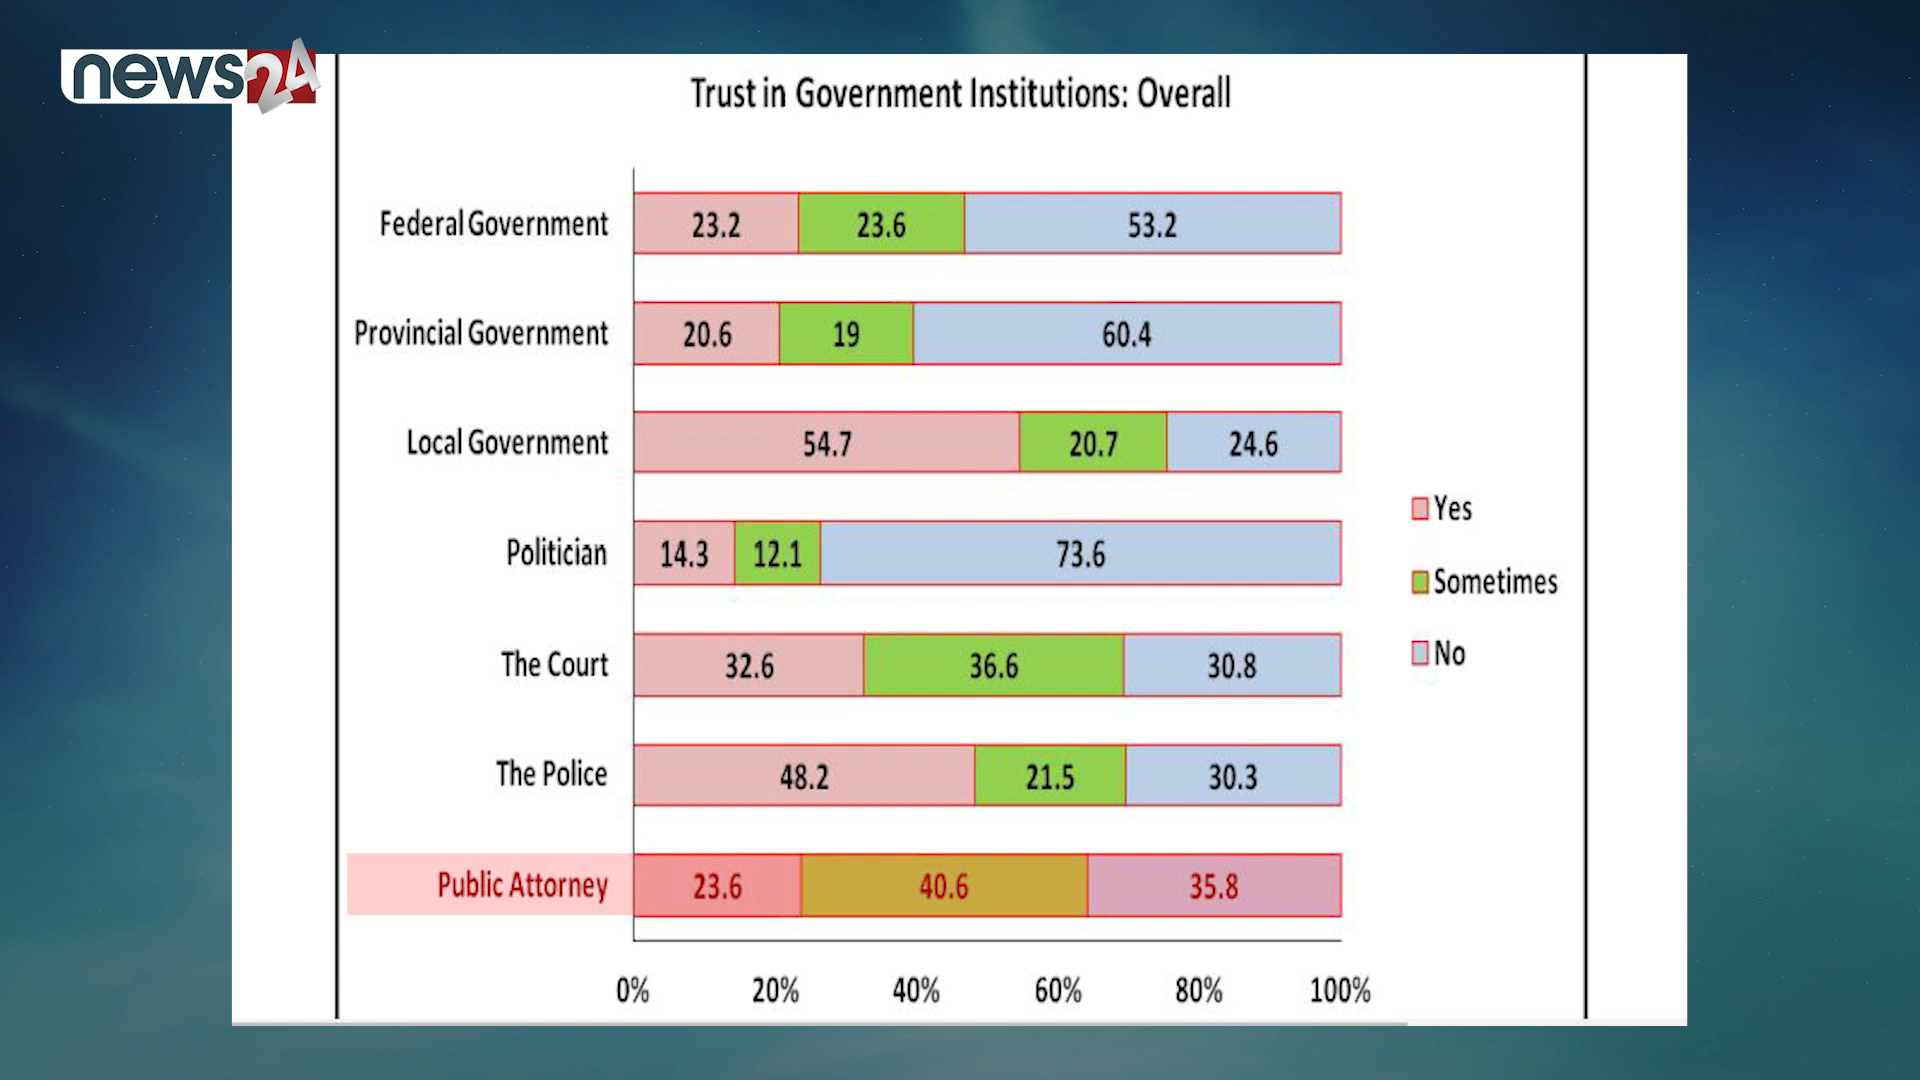 news24
Trust in Government Institutions: Overall
Federal Government 23.2 23.6 53.2
Provincial Government 20.6 19 60.4
Local Government 54.7 20.7 24.6
Politician 14.3 12.1 73.6
The Court 32.6 36.6 30.8
The Police 48.2 21.5 30.3
Public Attorney 23.6 40.6 35.8
0% 20% 40% 60% 80% 100%
Yes
Sometimes
No